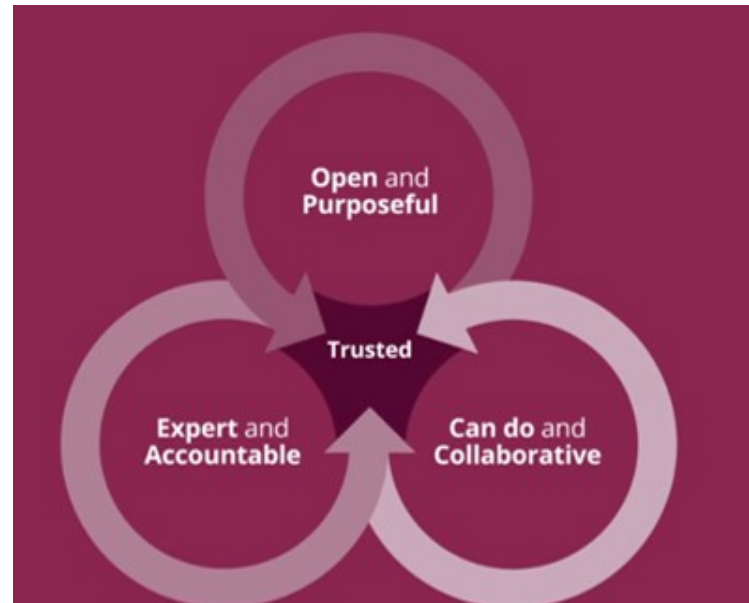 Open and
Purposeful
Trusted
Expert and
Accountable
Can do and
Collaborative